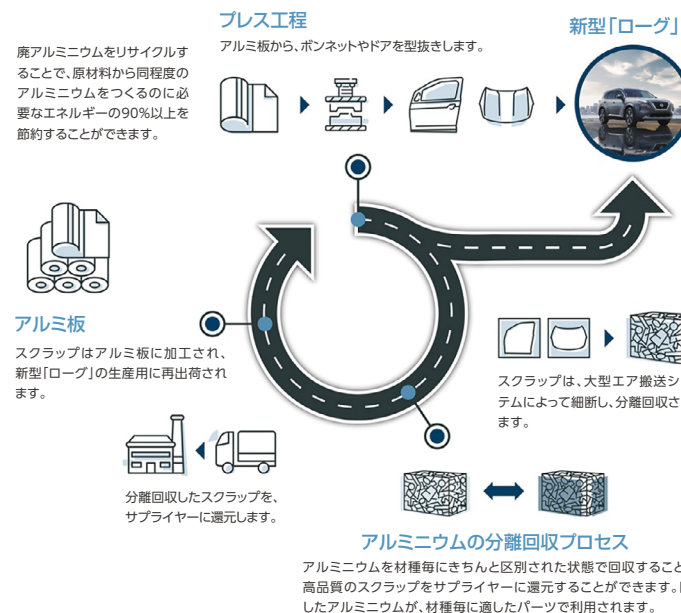 プレス工程
アルミ板から、ボンネットやドアを型抜きします。
新型「ローグ」
廃アルミニウムをリサイクルす
ることで、原材料から同程度の
アルミニウムをつくるのに必
要なエネルギーの90%以上を
節約することができます。
アルミ板
スクラップはアルミ板に加工され、
新型「ローグ」の生産用に再出荷され
ます。
スクラップは、大型エア搬送シ
テムによって細断し、分離回収さ
ます。
分離回収したスクラップを、
サプライヤーに還元します。
アルミニウムの分離回収プロセス
アルミニウムを材種毎にきちんと区別された状態で回収すること
高品質のスクラップをサプライヤーに還元することができます。
したアルミニウムが、材種毎に適したパーツで利用されます。